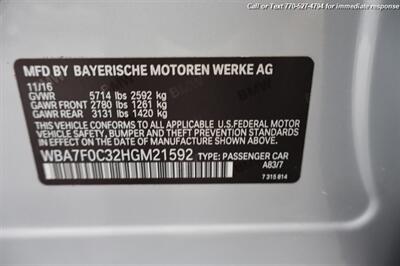 Call or Text 770-527-4794 for immediate response
MFD BY BAYERISCHE MOTOREN WERKE AG
11/16
GVWR 5714 lbs 2592 kg
GAWR FRONT 2780 lbs 1261 kg
GAWR REAR 3131 lbs 1420 kg
THIS VEHICLE CONFORMS TO ALL APPLICABLE U.S.FEDERAL MOTOR
VEHICLE SAFETY, BUMPER, AND THEFT PREVENTION STANDARDS
IN EFFECT ON THE DATE OF MANUFACTURE SHOWN ABOVE.
WBA7F0C32HGM21592 TYPE: PASSENGER CAR
A83/7
7 315 814